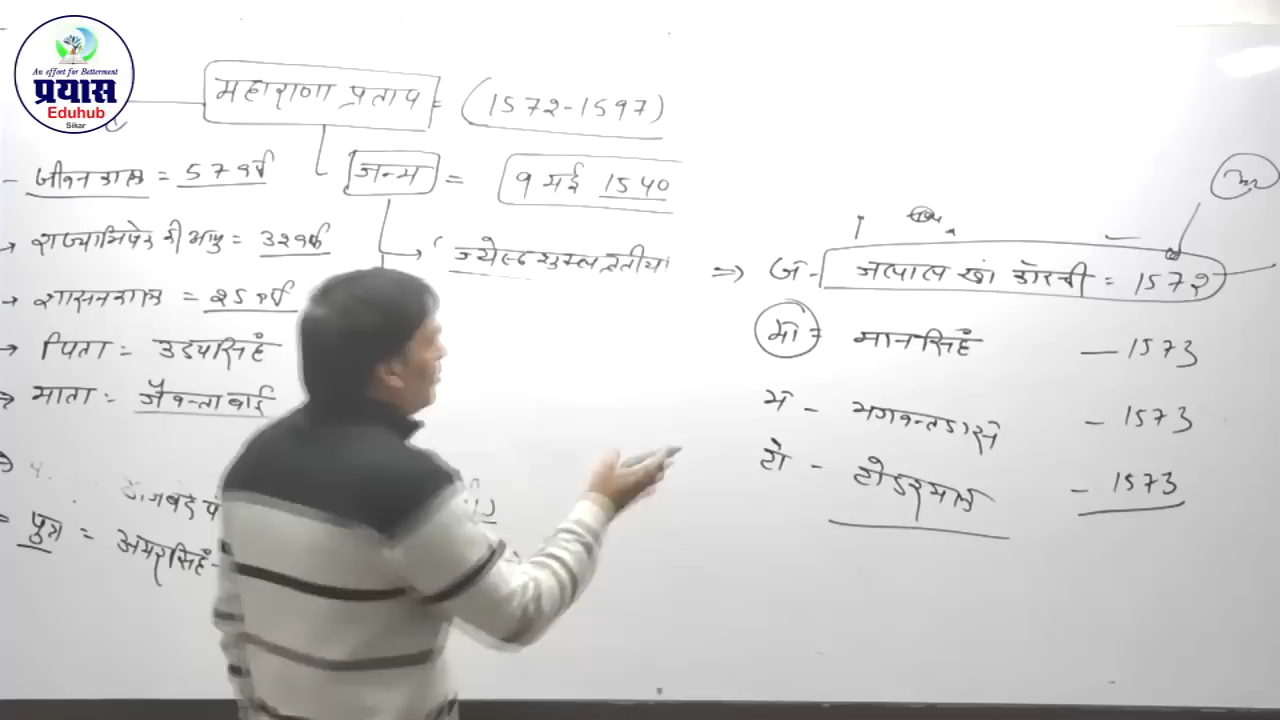 An effort for Betterment
प्रयास
Eduhub
Sikar
महाराणा प्रताप = (1572-1597)
जन्म = 9 मई 1540
ज्येष्ठ शुक्ल तृतीया
- जीवनकाल = 57 वर्ष
→ राज्याभिषेक की आयु = 32 वर्ष
→ शासनकाल = 25 वर्ष
→ पिता = उदयसिंह
→ माता = जैवन्ता बाई
= पुत्र = अमरसिंह -
⇒ ज - जलाल खां कोरची = 1572
मा = मानसिंह - 1573
भ - भगवन्तदास - 1573
टो - टोडरमल - 1573